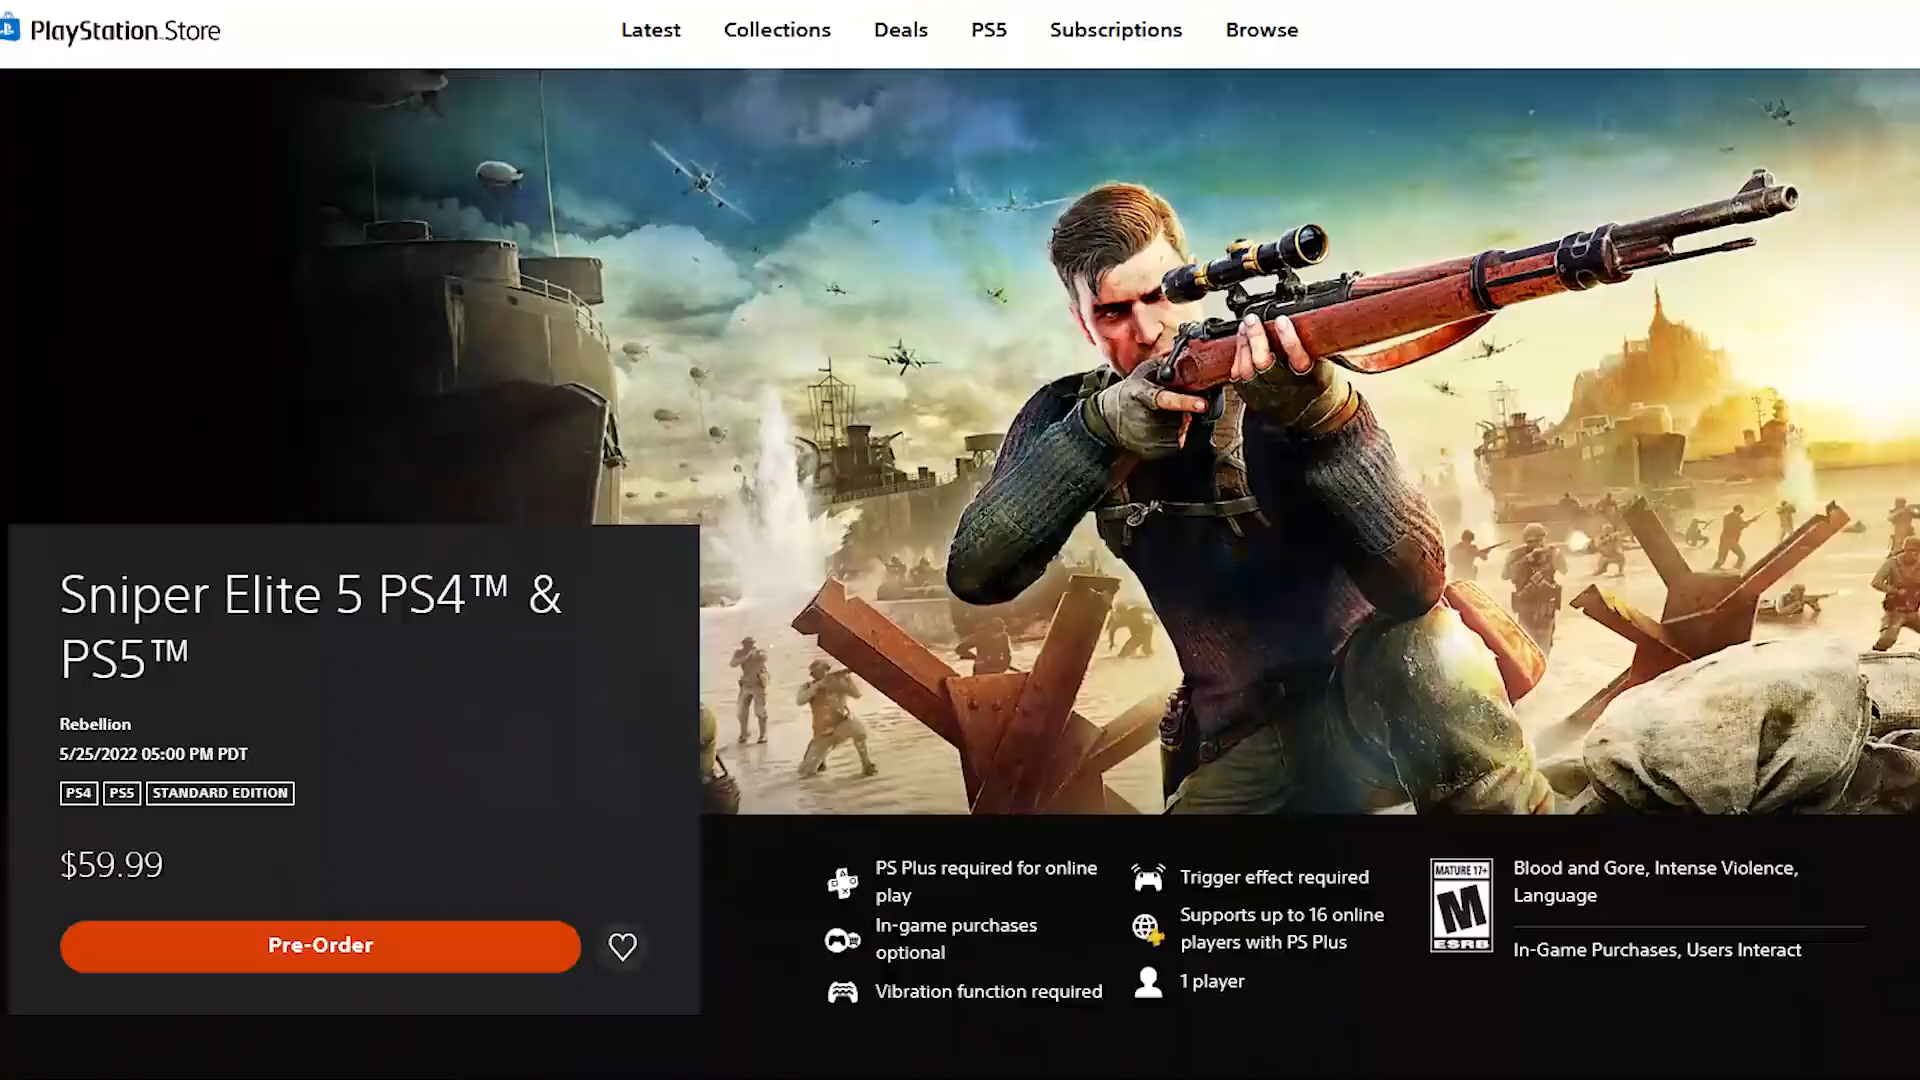 PlayStation Store
Latest
Collections
Deals
PS5
Subscriptions
Browse
Sniper Elite 5 PS4™ &
PS5™
Rebellion
5/25/2022 05:00 PM PDT
PS4
PS5
STANDARD EDITION
$59.99
Pre-Order
PS Plus required for online
play
In-game purchases
optional
Vibration function required
Trigger effect required
Supports up to 16 online
players with PS Plus
1 player
MATURE 17+
M
ESRB
Blood and Gore, Intense Violence,
Language
In-Game Purchases, Users Interact